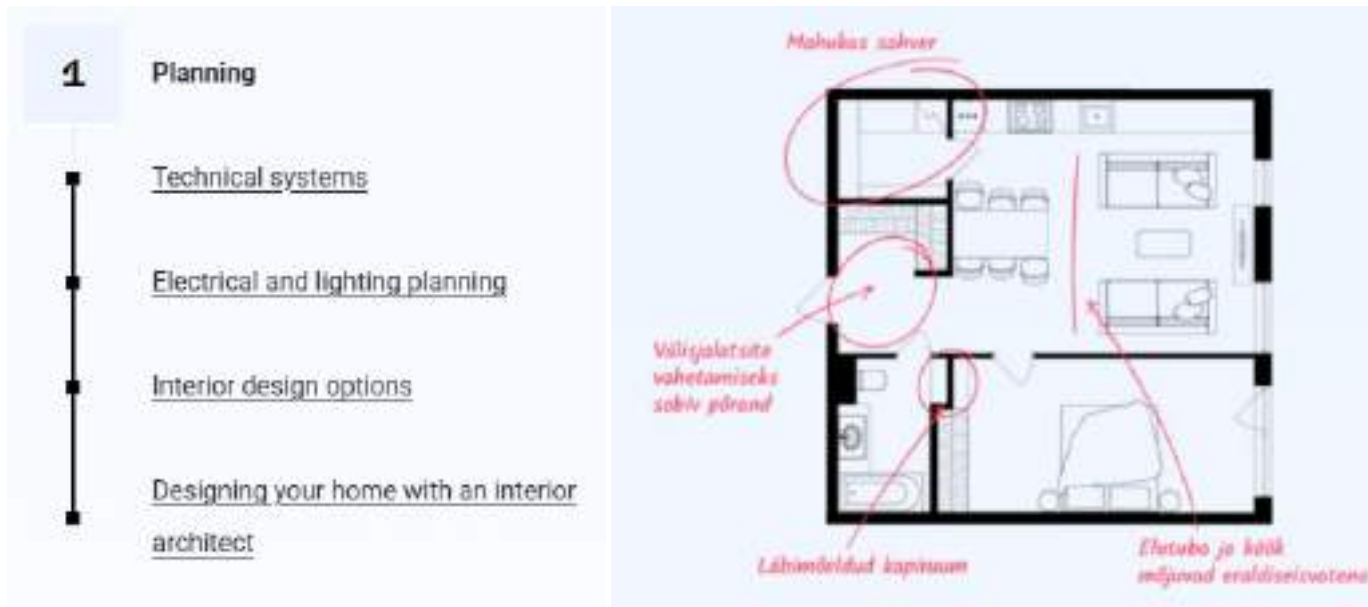 1 Planning
Technical systems
Electrical and lighting planning
Interior design options
Designing your home with an interior
architect
Mahukas sahver
Välisjalatsite
vahetamiseks
sobiv põrand
Läbimõeldud kapiruum
Elutuba ja köök
mõjuvad eraldiseisvatena